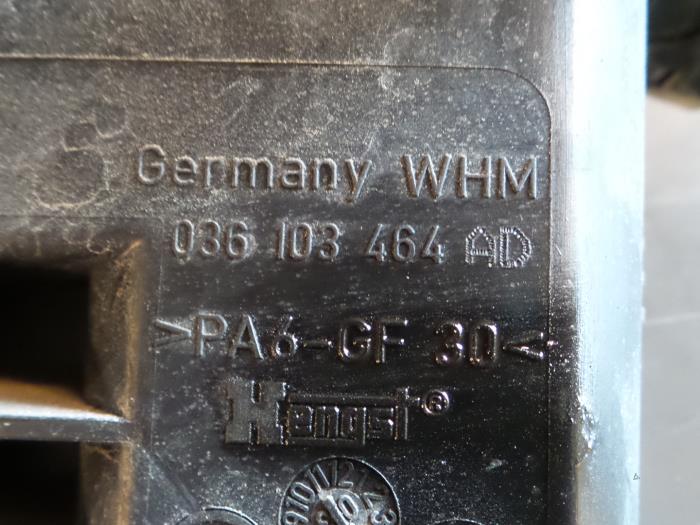 Germany WHM
036 103 464 AD
>PA6-GF 30<
Hengst®